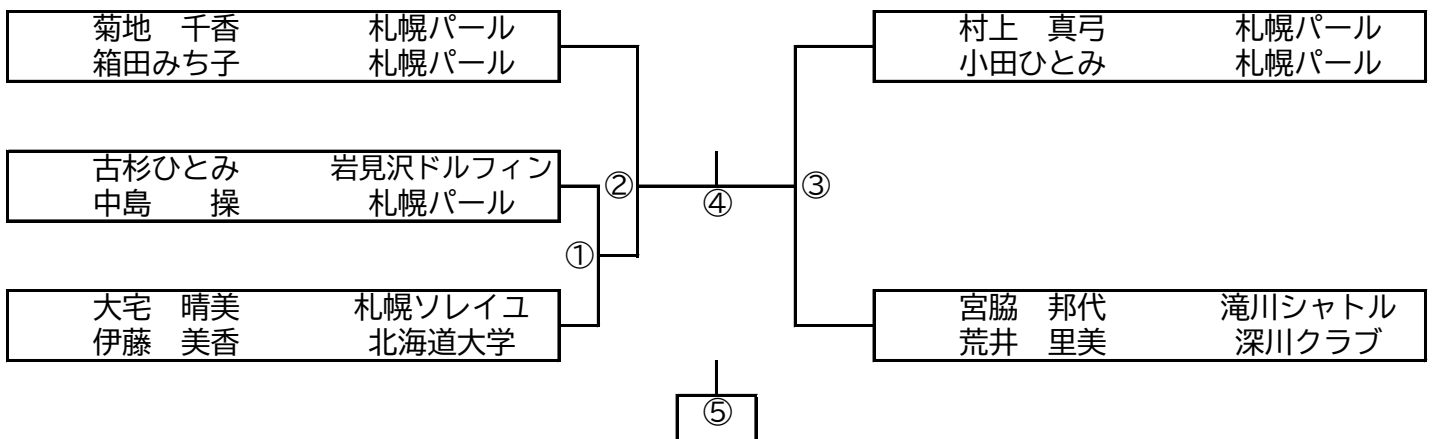 菊地　千香　札幌パール
箱田みち子　札幌パール
古杉ひとみ　岩見沢ドルフィン
中島　　操　札幌パール
大宅　晴美　札幌ソレイユ
伊藤　美香　北海道大学
①
②
④
③
村上　真弓　札幌パール
小田ひとみ　札幌パール
宮脇　邦代　滝川シャトル
荒井　里美　深川クラブ
⑤